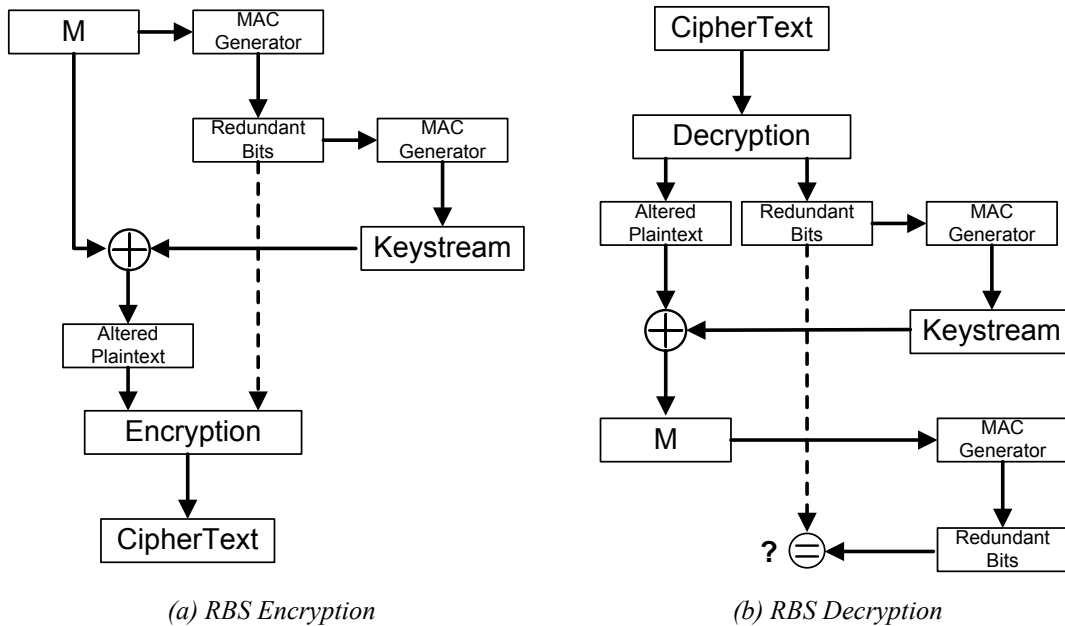 M
MAC
Generator
Redundant
Bits
MAC
Generator
Keystream
Altered
Plaintext
Encryption
CipherText
(a) RBS Encryption
CipherText
Decryption
Altered
Plaintext
Redundant
Bits
MAC
Generator
Keystream
M
MAC
Generator
Redundant
Bits
?
(b) RBS Decryption